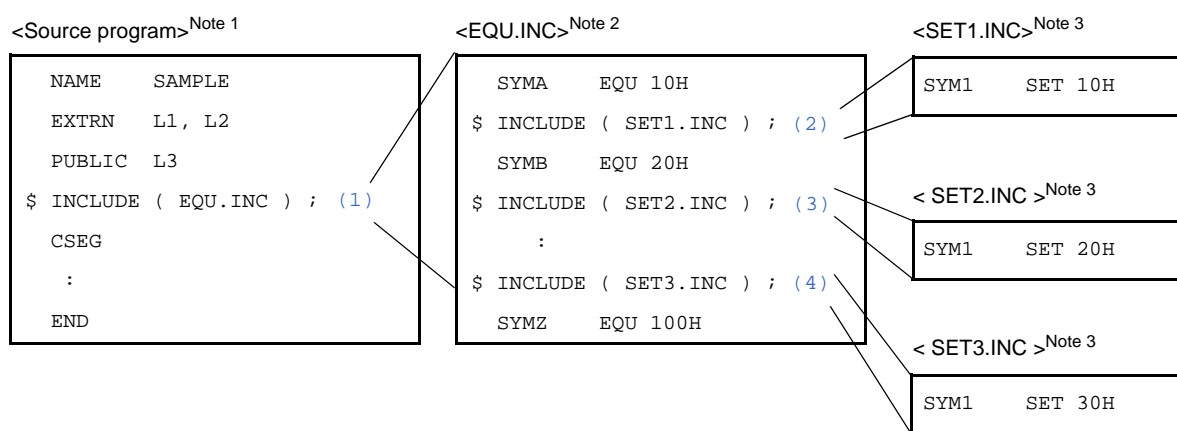 <Source program>Note 1
NAME SAMPLE
EXTRN L1, L2
PUBLIC L3
$ INCLUDE ( EQU.INC ) ; (1)
CSEG
:
END
<EQU.INC>Note 2
SYMA EQU 10H
$ INCLUDE ( SET1.INC ) ; (2)
SYMB EQU 20H
$ INCLUDE ( SET2.INC ) ; (3)
:
$ INCLUDE ( SET3.INC ) ; (4)
SYMZ EQU 100H
<SET1.INC>Note 3
SYM1 SET 10H
< SET2.INC >Note 3
SYM1 SET 20H
< SET3.INC >Note 3
SYM1 SET 30H